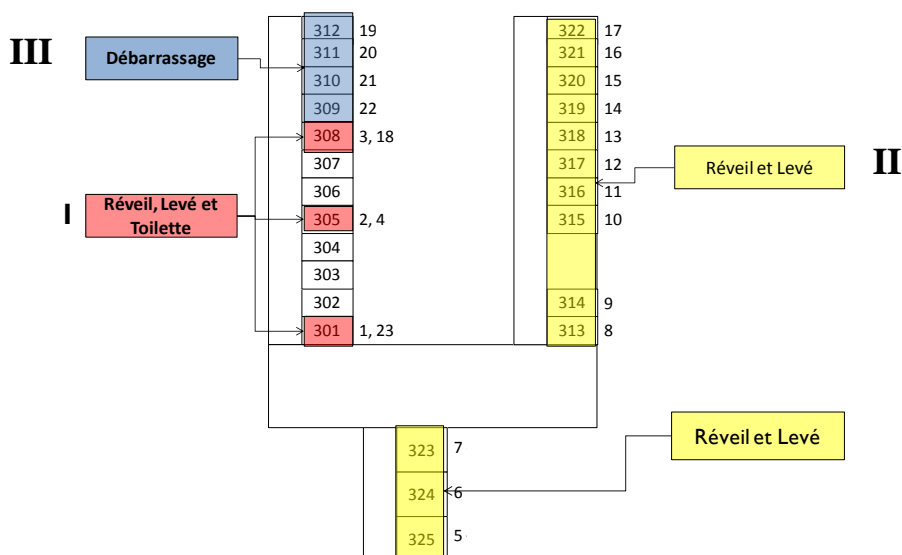 312 19 322 17
III Débarrassage 311 20 321 16
310 21 320 15
309 22 319 14
308 3, 18 318 13
307 317 12 Réveil et Levé II
306 316 11
I Réveil, Levé et Toilette 305 2, 4 315 10
304
303
302 314 9
301 1, 23 313 8
323 7 Réveil et Levé
324 6
325 5